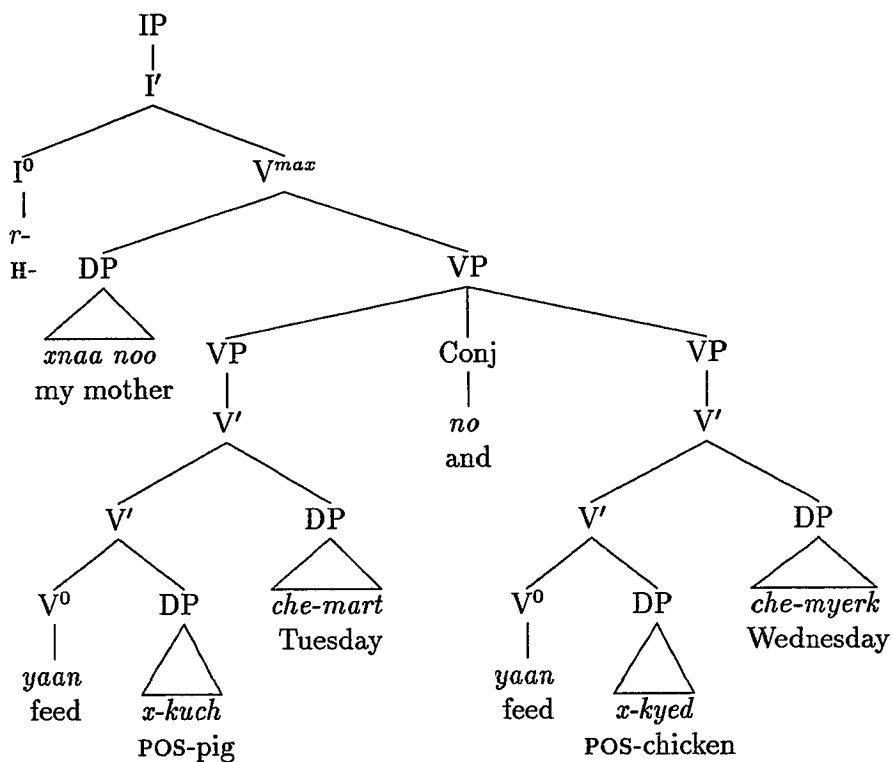 IP
I′
I⁰ Vᵐᵃˣ
r-
H- DP VP
xnaa noo VP Conj VP
my mother
V′ no V′
and
V′ DP V′ DP
V⁰ DP che-mart V⁰ DP che-myerk
Tuesday Wednesday
yaan yaan
feed x-kuch feed x-kyed
POS-pig POS-chicken